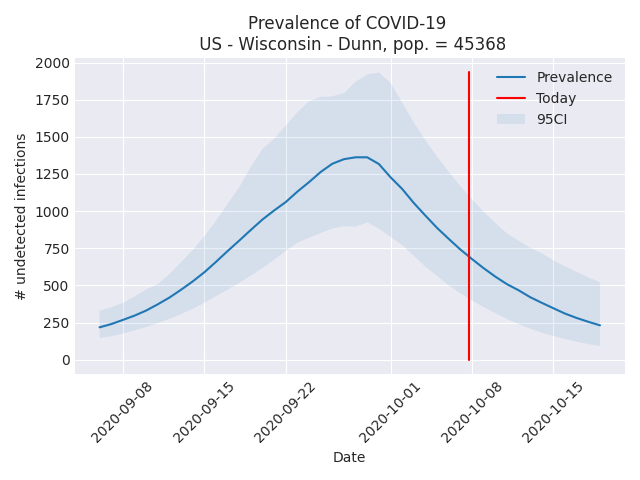 Prevalence of COVID-19
US - Wisconsin - Dunn, pop. = 45368
# undetected infections
2000
1750
1500
1250
1000
750
500
250
0
Prevalence
Today
95CI
2020-09-08
2020-09-15
2020-09-22
2020-10-01
2020-10-08
2020-10-15
Date